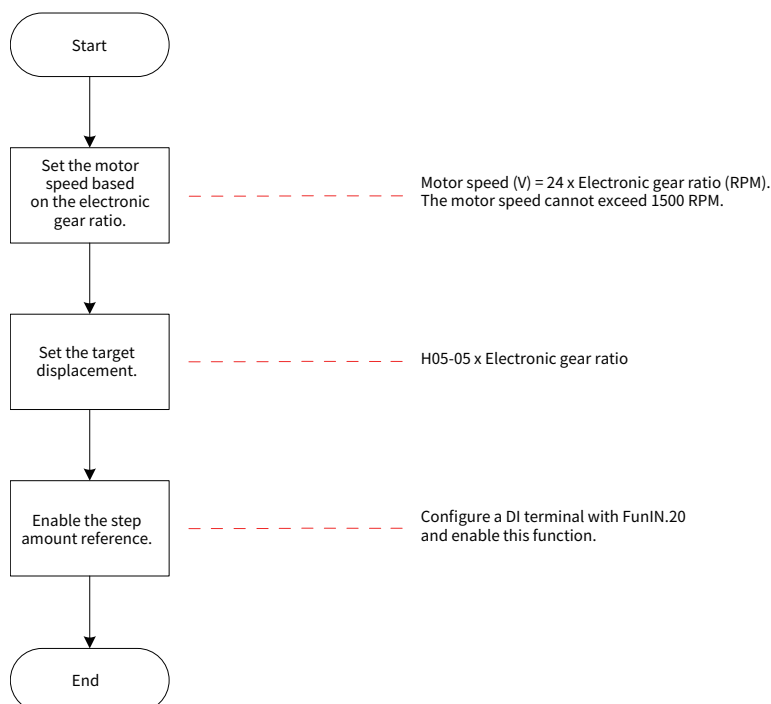 Start
Set the motor
speed based
on the electronic
gear ratio.
Motor speed (V) = 24 x Electronic gear ratio (RPM).
The motor speed cannot exceed 1500 RPM.
Set the target
displacement.
H05-05 x Electronic gear ratio
Enable the step
amount reference.
Configure a DI terminal with FunIN.20
and enable this function.
End